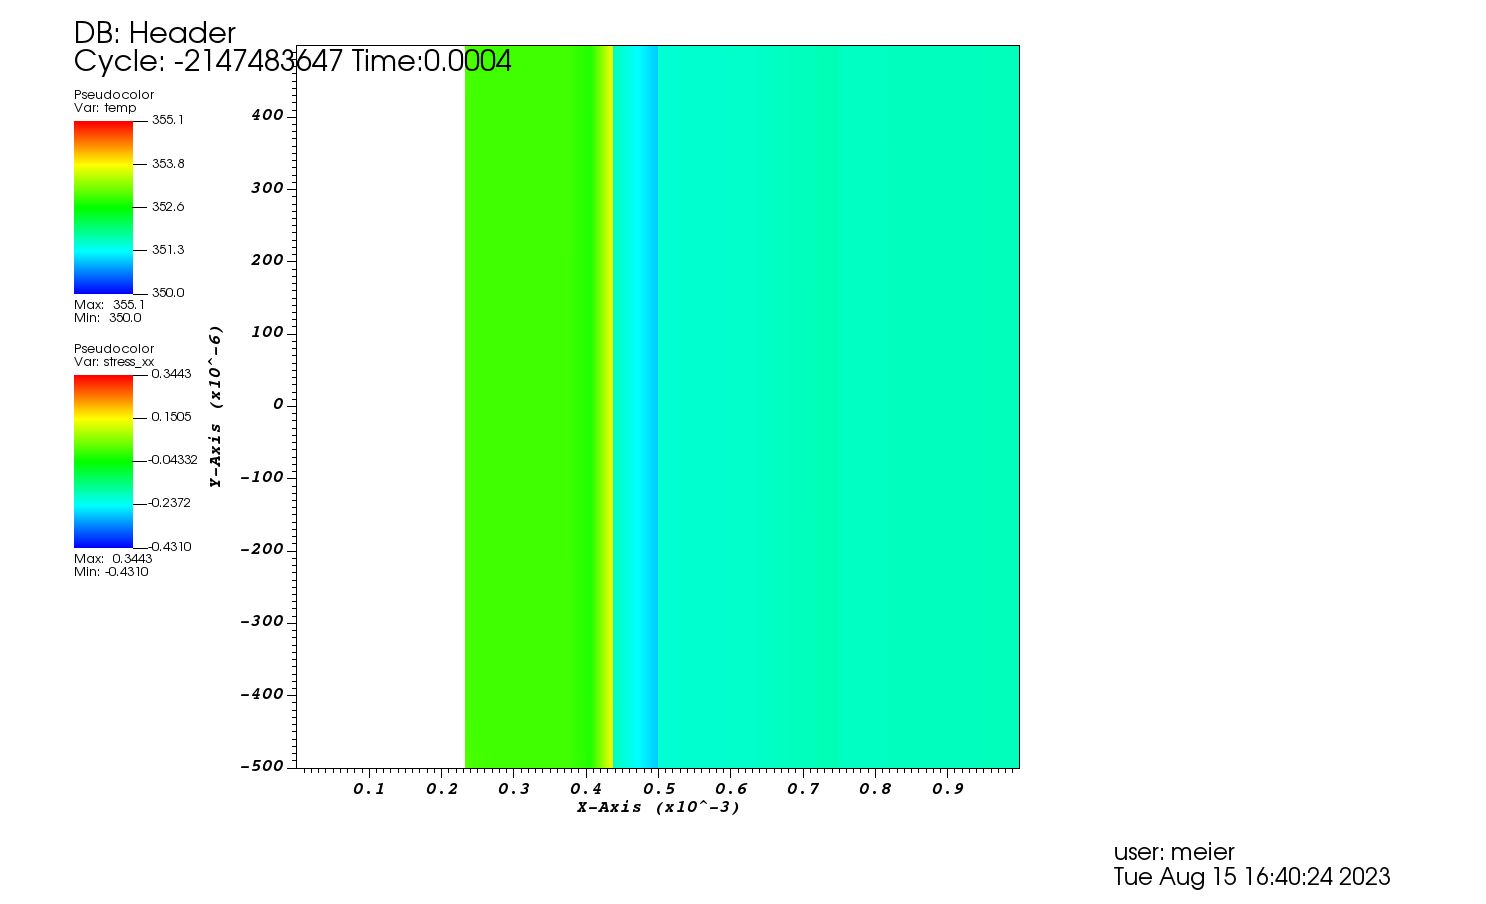 DB: Header
Cycle: -2147483647 Time:0.0004
Pseudocolor
Var: temp
355.1
353.8
352.6
351.3
350.0
Max: 355.1
Min: 350.0
Pseudocolor
Var: stress_xx
0.3443
0.1505
-0.04332
-0.2372
-0.4310
Max: 0.3443
Min: -0.4310
Y-Axis (x10^-6)
400
300
200
100
0
-100
-200
-300
-400
-500
0.1 0.2 0.3 0.4 0.5 0.6 0.7 0.8 0.9
X-Axis (x10^-3)
user: meier
Tue Aug 15 16:40:24 2023